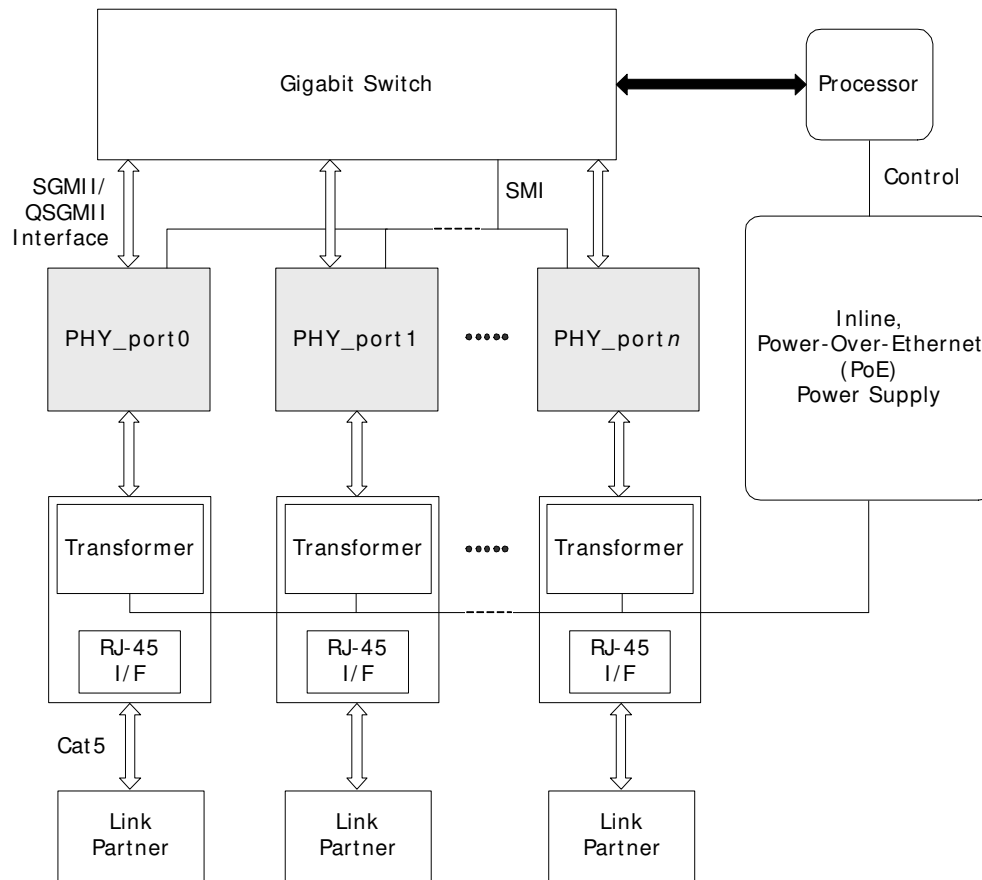 Gigabit Switch
Processor
SGMII/
QSGMII
Interface
SMI
Control
PHY_port0
PHY_port1
PHY_portn
Inline,
Power-Over-Ethernet
(PoE)
Power Supply
Transformer
Transformer
Transformer
RJ-45
I/F
RJ-45
I/F
RJ-45
I/F
Cat5
Link
Partner
Link
Partner
Link
Partner